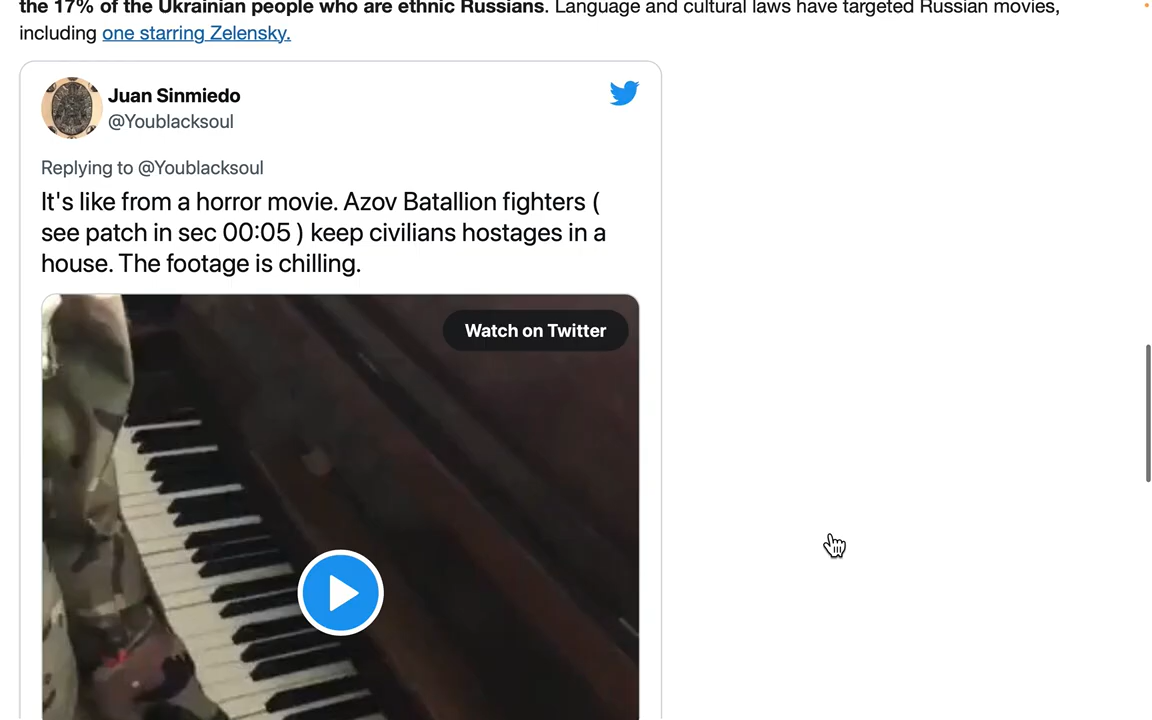 the 17% of the Ukrainian people who are ethnic Russians. Language and cultural laws have targeted Russian movies,
including one starring Zelensky.
Juan Sinmiedo
@Youblacksoul
Replying to @Youblacksoul
It's like from a horror movie. Azov Batallion fighters (
see patch in sec 00:05 ) keep civilians hostages in a
house. The footage is chilling.
Watch on Twitter